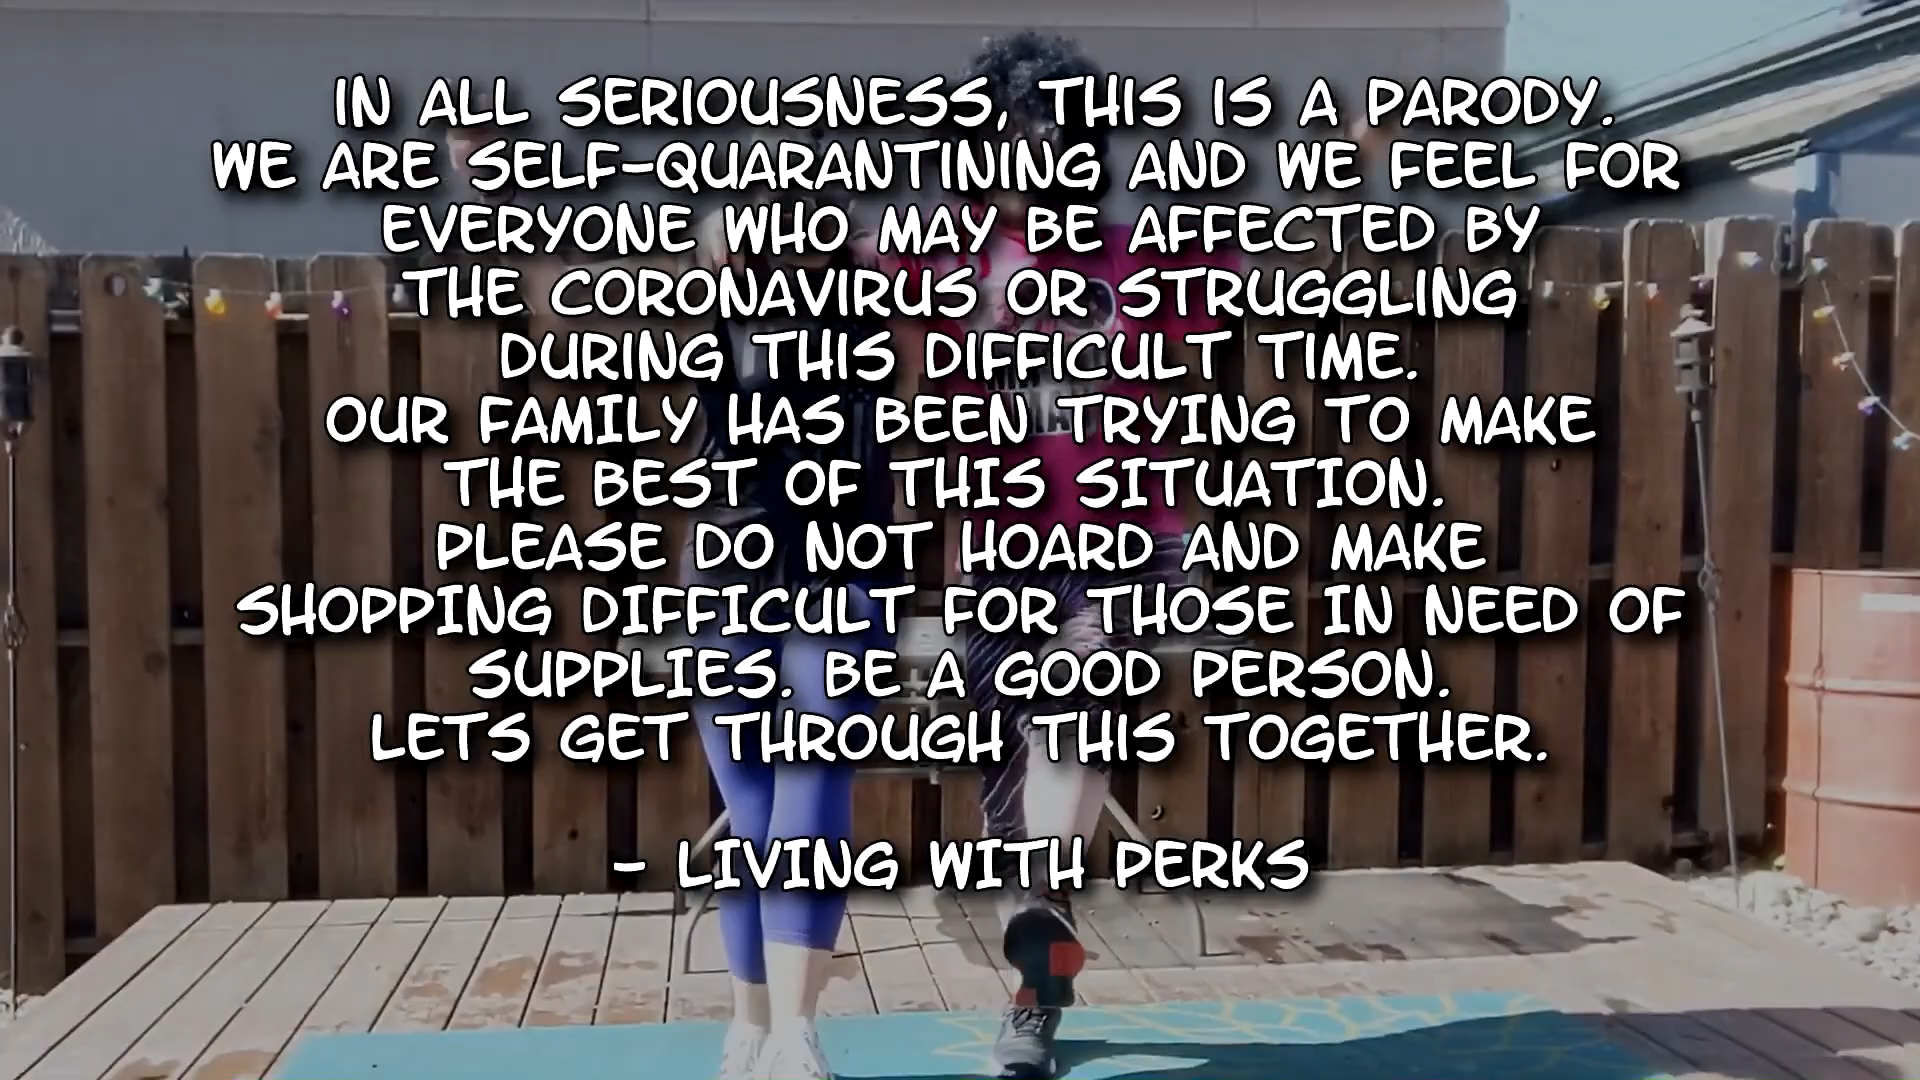 IN ALL SERIOUSNESS, THIS IS A PARODY.
WE ARE SELF-QUARANTINING AND WE FEEL FOR
EVERYONE WHO MAY BE AFFECTED BY
THE CORONAVIRUS OR STRUGGLING
DURING THIS DIFFICULT TIME.
OUR FAMILY HAS BEEN TRYING TO MAKE
THE BEST OF THIS SITUATION.
PLEASE DO NOT HOARD AND MAKE
SHOPPING DIFFICULT FOR THOSE IN NEED OF
SUPPLIES. BE A GOOD PERSON.
LETS GET THROUGH THIS TOGETHER.
- LIVING WITH PERKS